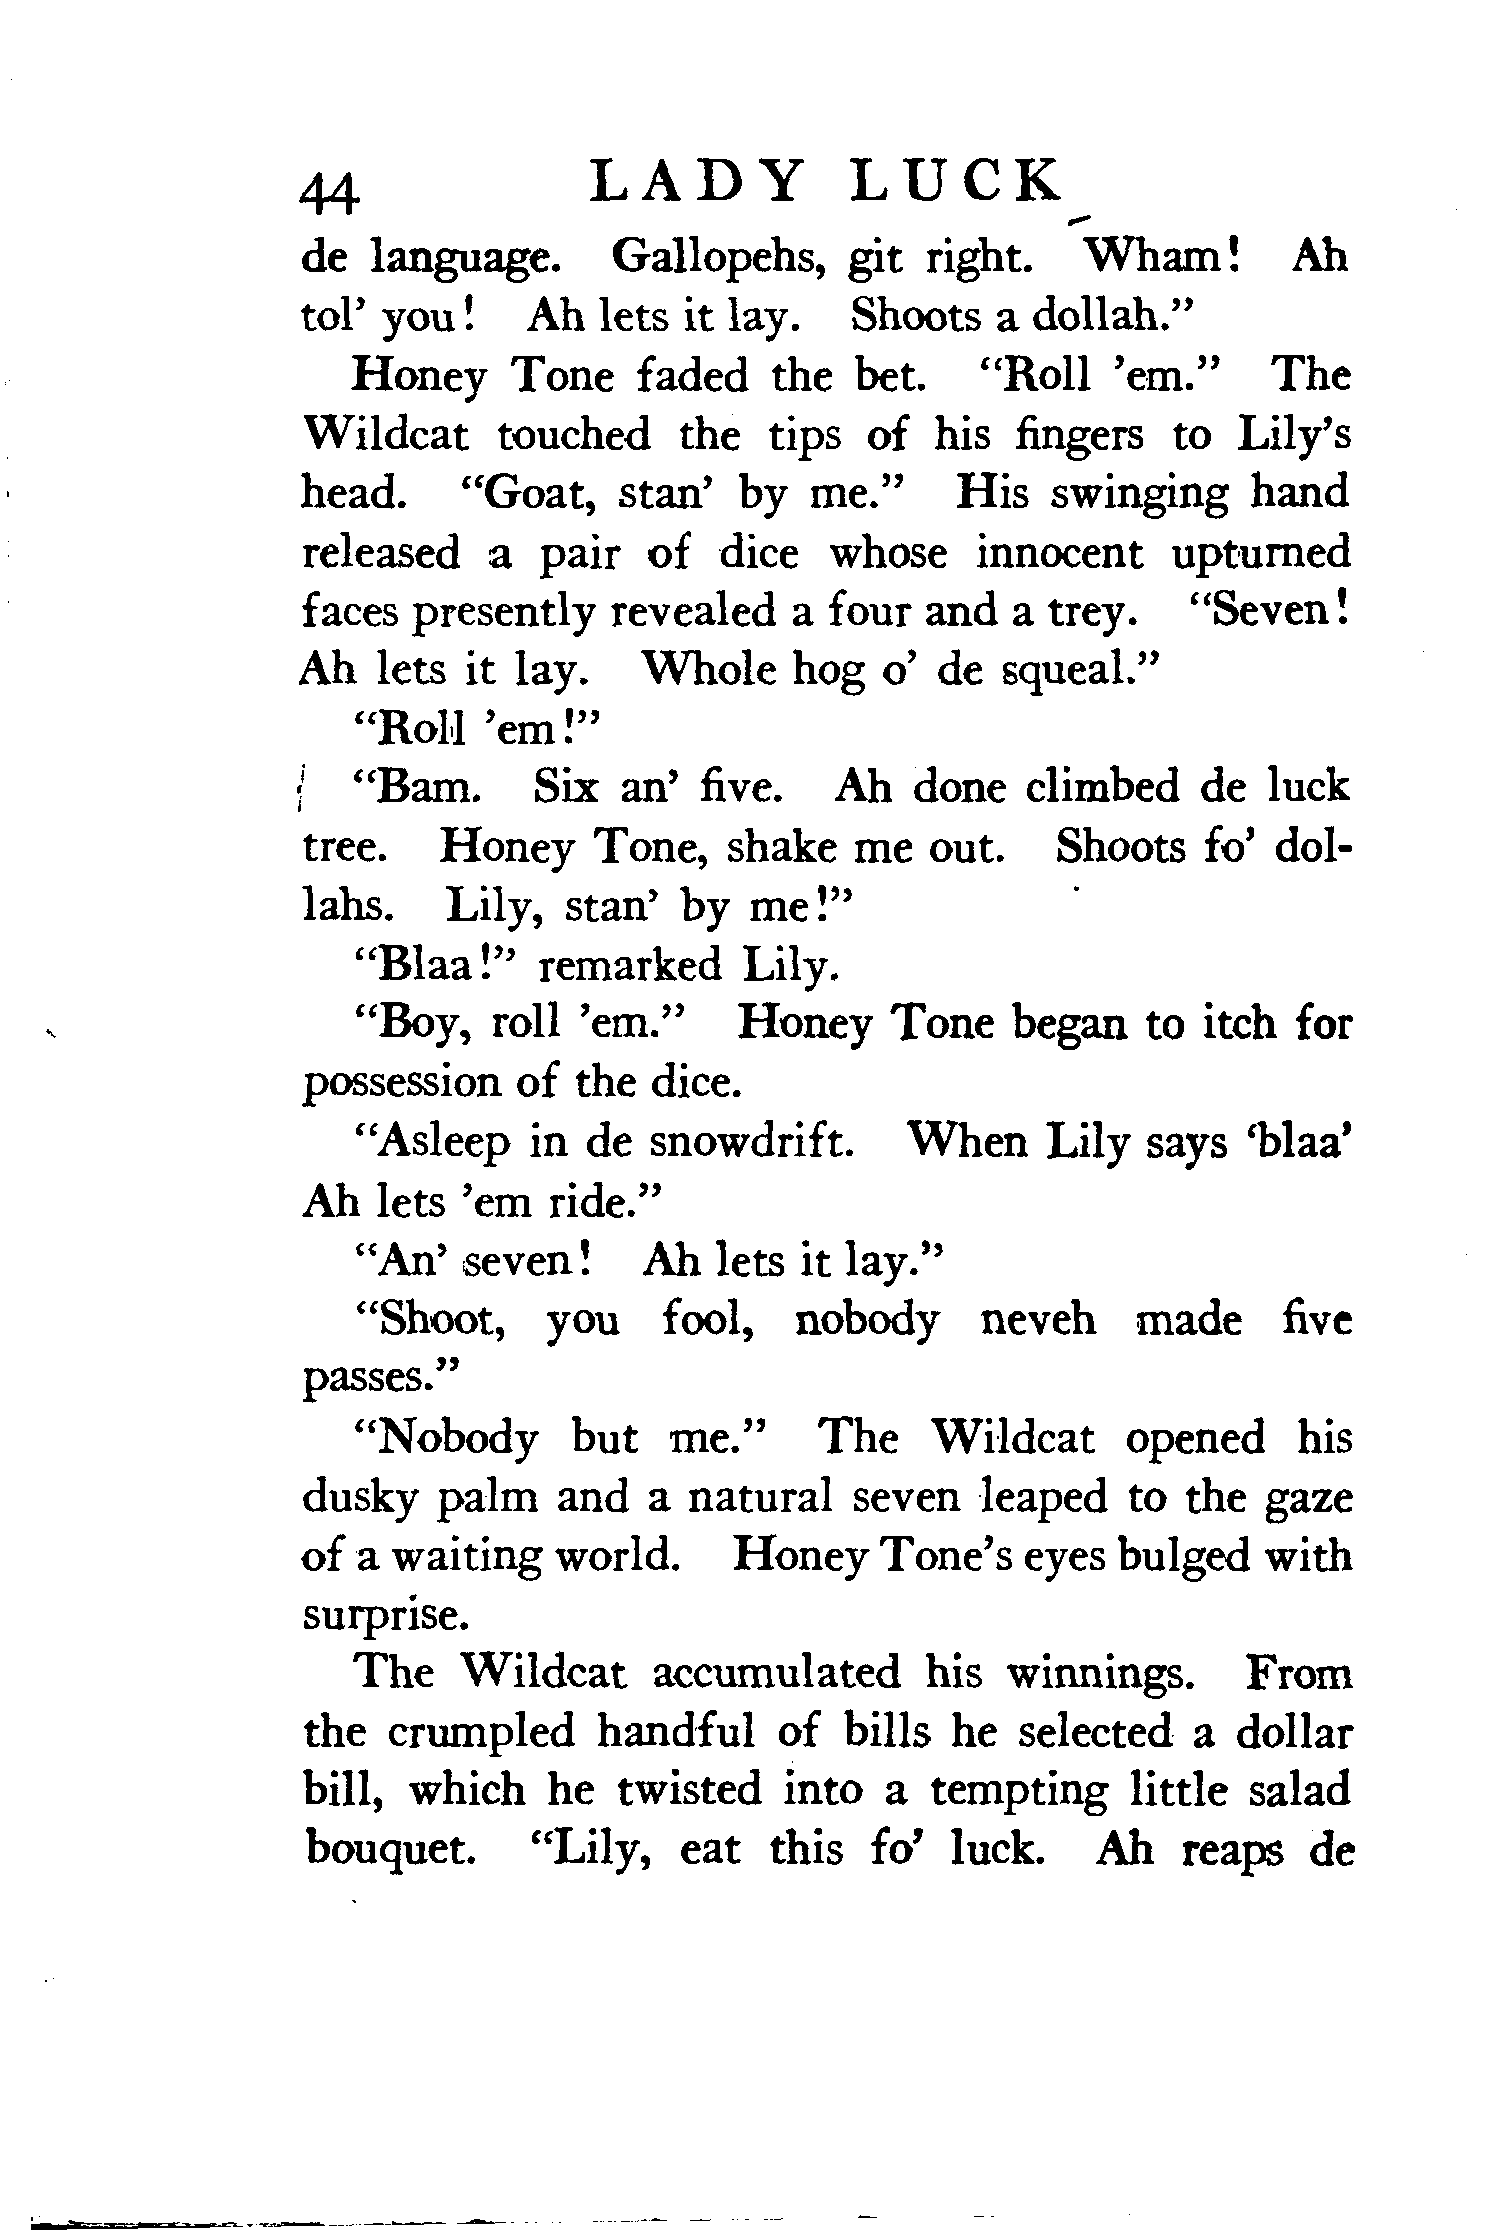 44 LADY LUCK
de language. Gallopehs, git right. Wham! Ah
tol' you! Ah lets it lay. Shoots a dollah."
Honey Tone faded the bet. "Roll 'em." The
Wildcat touched the tips of his fingers to Lily's
head. "Goat, stan' by me." His swinging hand
released a pair of dice whose innocent upturned
faces presently revealed a four and a trey. "Seven!
Ah lets it lay. Whole hog o' de squeal."
"Roll 'em!"
"Bam. Six an' five. Ah done climbed de luck
tree. Honey Tone, shake me out. Shoots fo' dol-
lahs. Lily, stan' by me!"
"Blaa!" remarked Lily.
"Boy, roll 'em." Honey Tone began to itch for
possession of the dice.
"Asleep in de snowdrift. When Lily says 'blaa'
Ah lets 'em ride."
"An' seven! Ah lets it lay."
"Shoot, you fool, nobody neveh made five
passes."
"Nobody but me." The Wildcat opened his
dusky palm and a natural seven leaped to the gaze
of a waiting world. Honey Tone's eyes bulged with
surprise.
The Wildcat accumulated his winnings. From
the crumpled handful of bills he selected a dollar
bill, which he twisted into a tempting little salad
bouquet. "Lily, eat this fo' luck. Ah reaps de